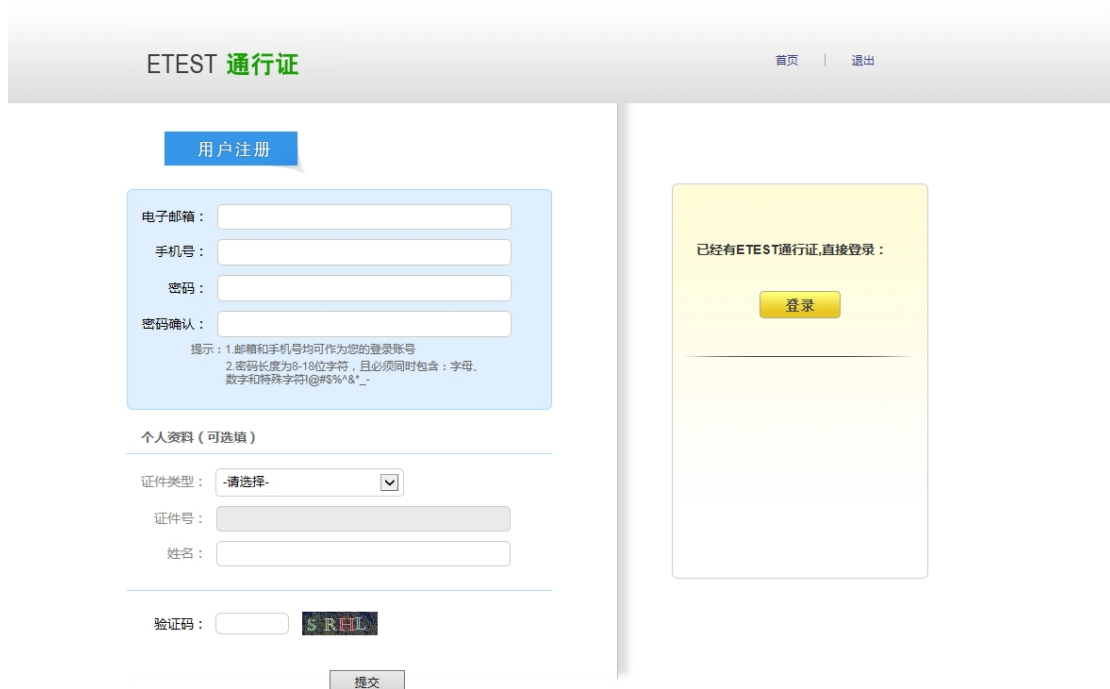 ETEST 通行证
首页 | 退出
用户注册
电子邮箱：
手机号：
密码：
密码确认：
提示：1.邮箱和手机号均可作为您的登录账号
2.密码长度为8-18位字符，且必须同时包含：字母、
数字和特殊字符!@#$%^&*_-
个人资料（可选填）
证件类型： -请选择-
证件号：
姓名：
验证码： S RHL
提交
已经有ETEST通行证,直接登录：
登录